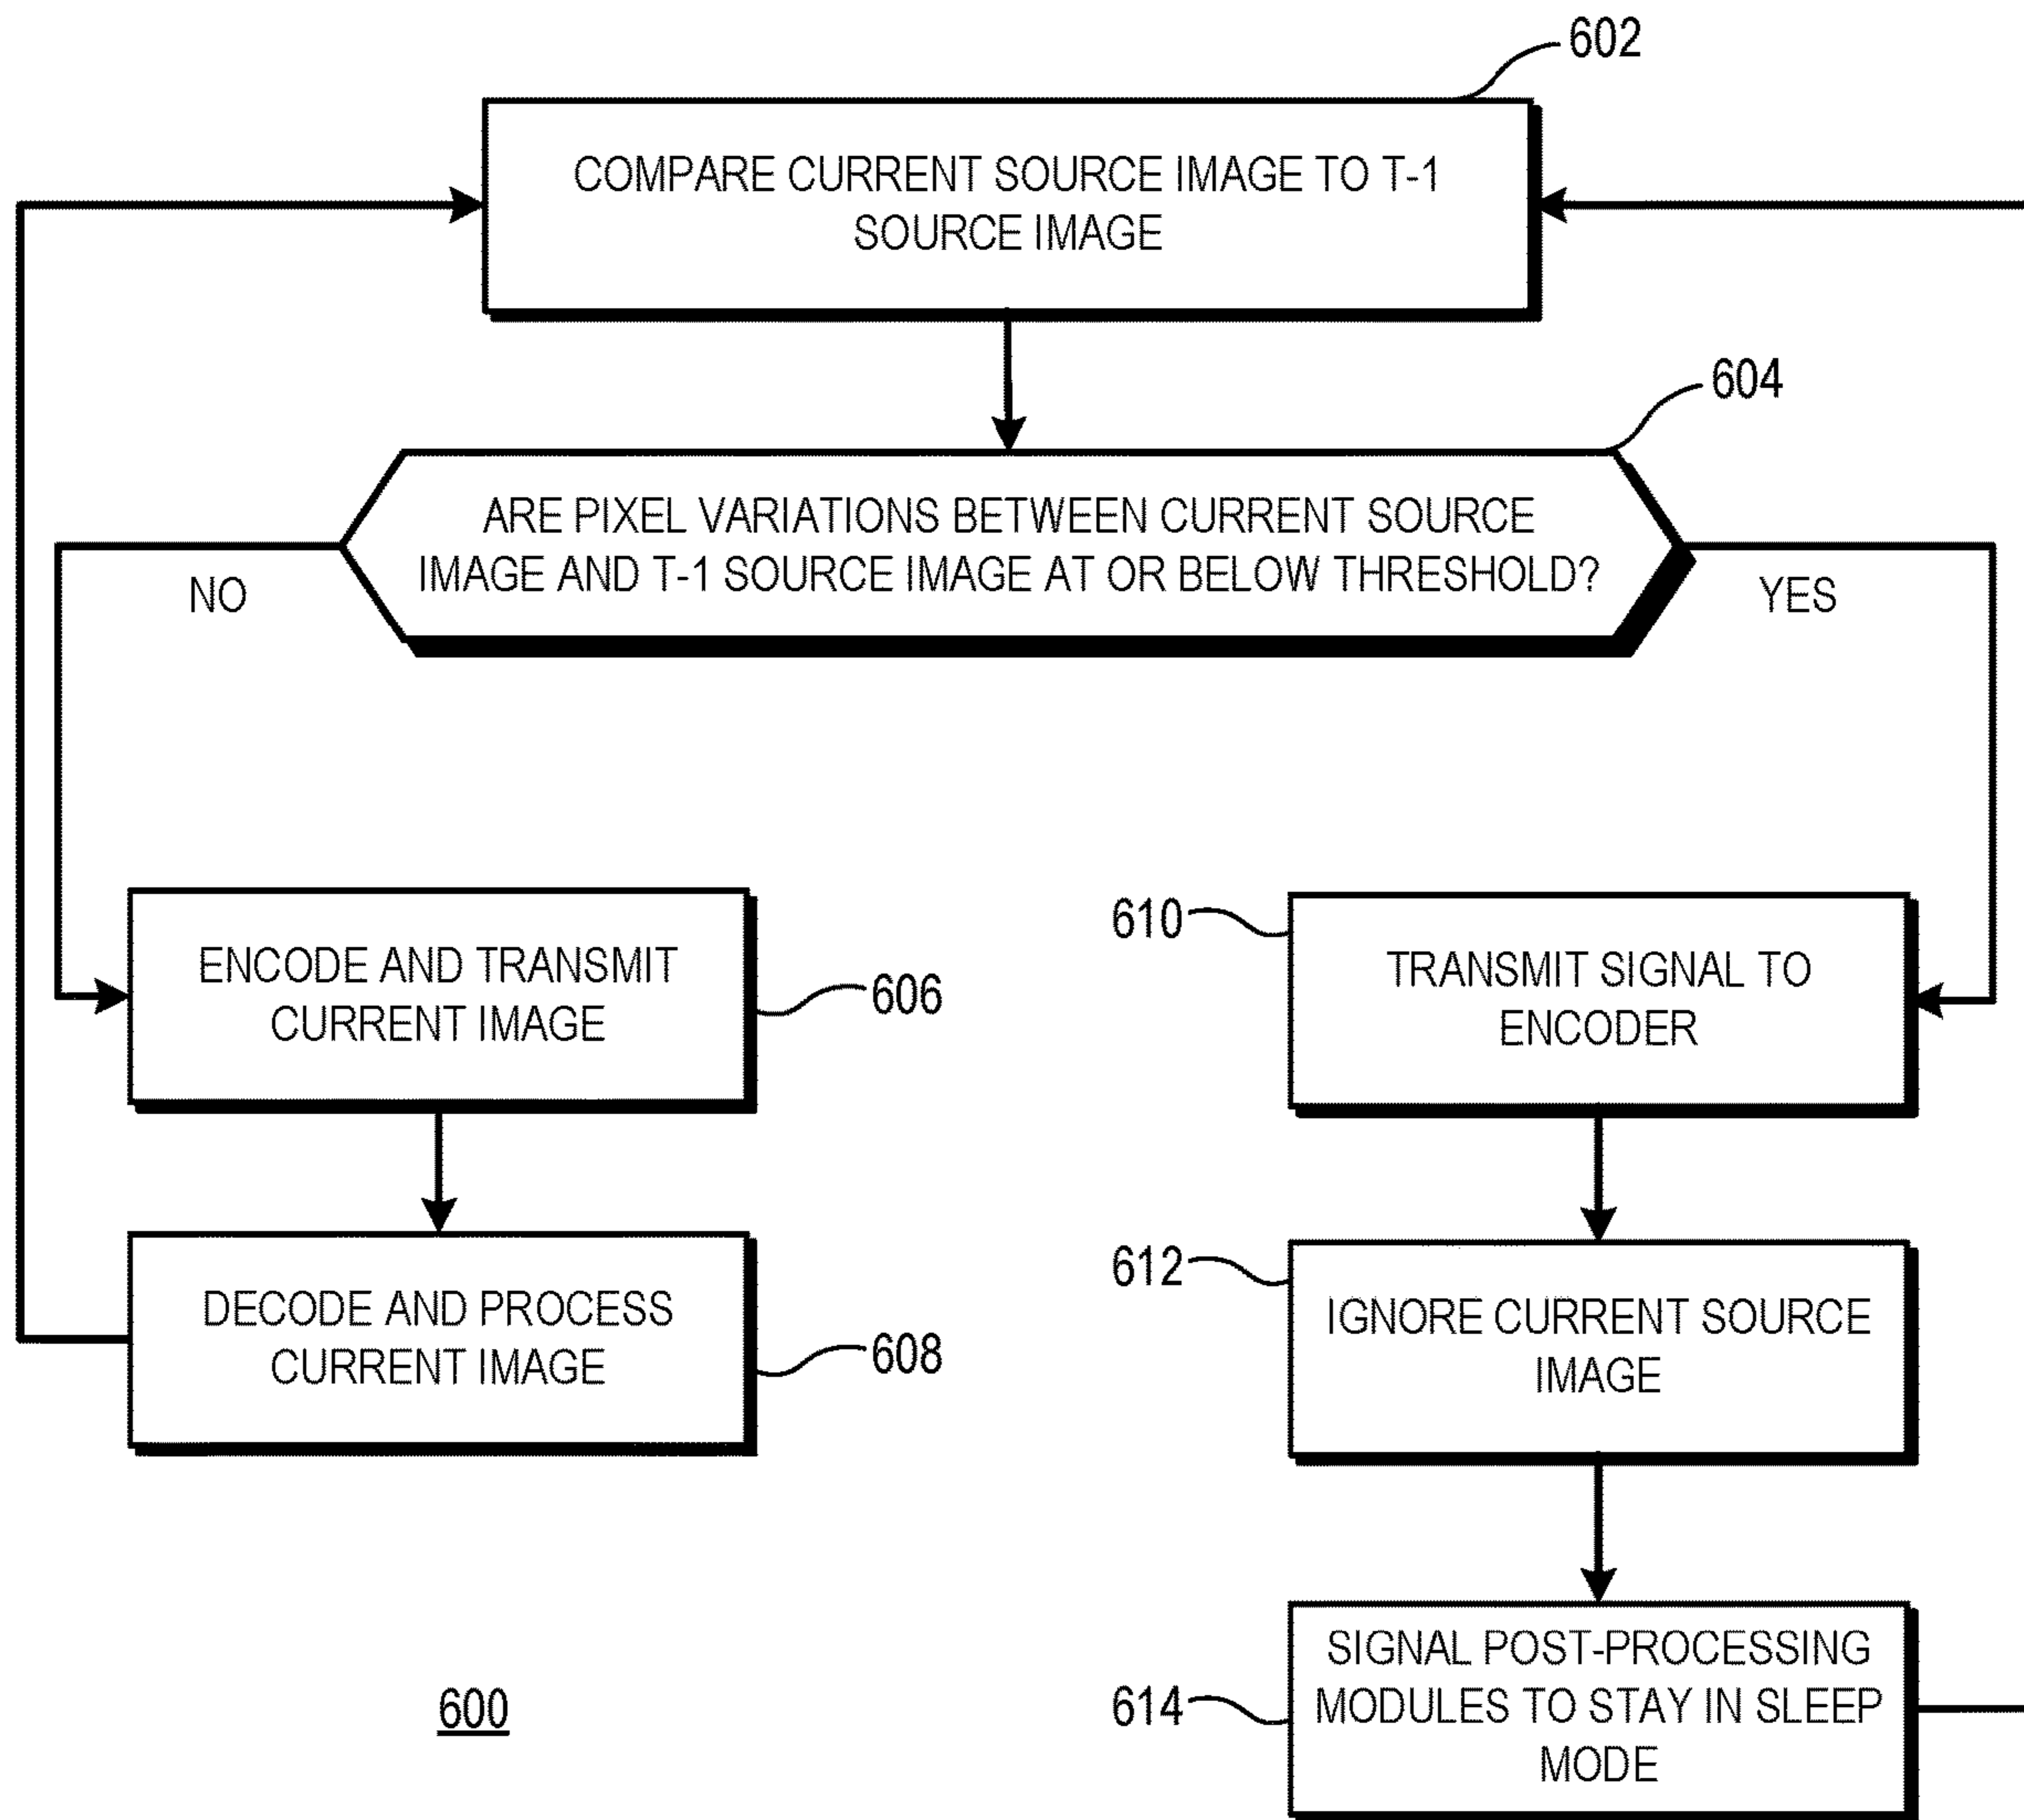 602
COMPARE CURRENT SOURCE IMAGE TO T-1
SOURCE IMAGE
604
ARE PIXEL VARIATIONS BETWEEN CURRENT SOURCE
IMAGE AND T-1 SOURCE IMAGE AT OR BELOW THRESHOLD?
NO
YES
ENCODE AND TRANSMIT
CURRENT IMAGE
606
DECODE AND PROCESS
CURRENT IMAGE
608
610
TRANSMIT SIGNAL TO
ENCODER
612
IGNORE CURRENT SOURCE
IMAGE
614
SIGNAL POST-PROCESSING
MODULES TO STAY IN SLEEP
MODE
600